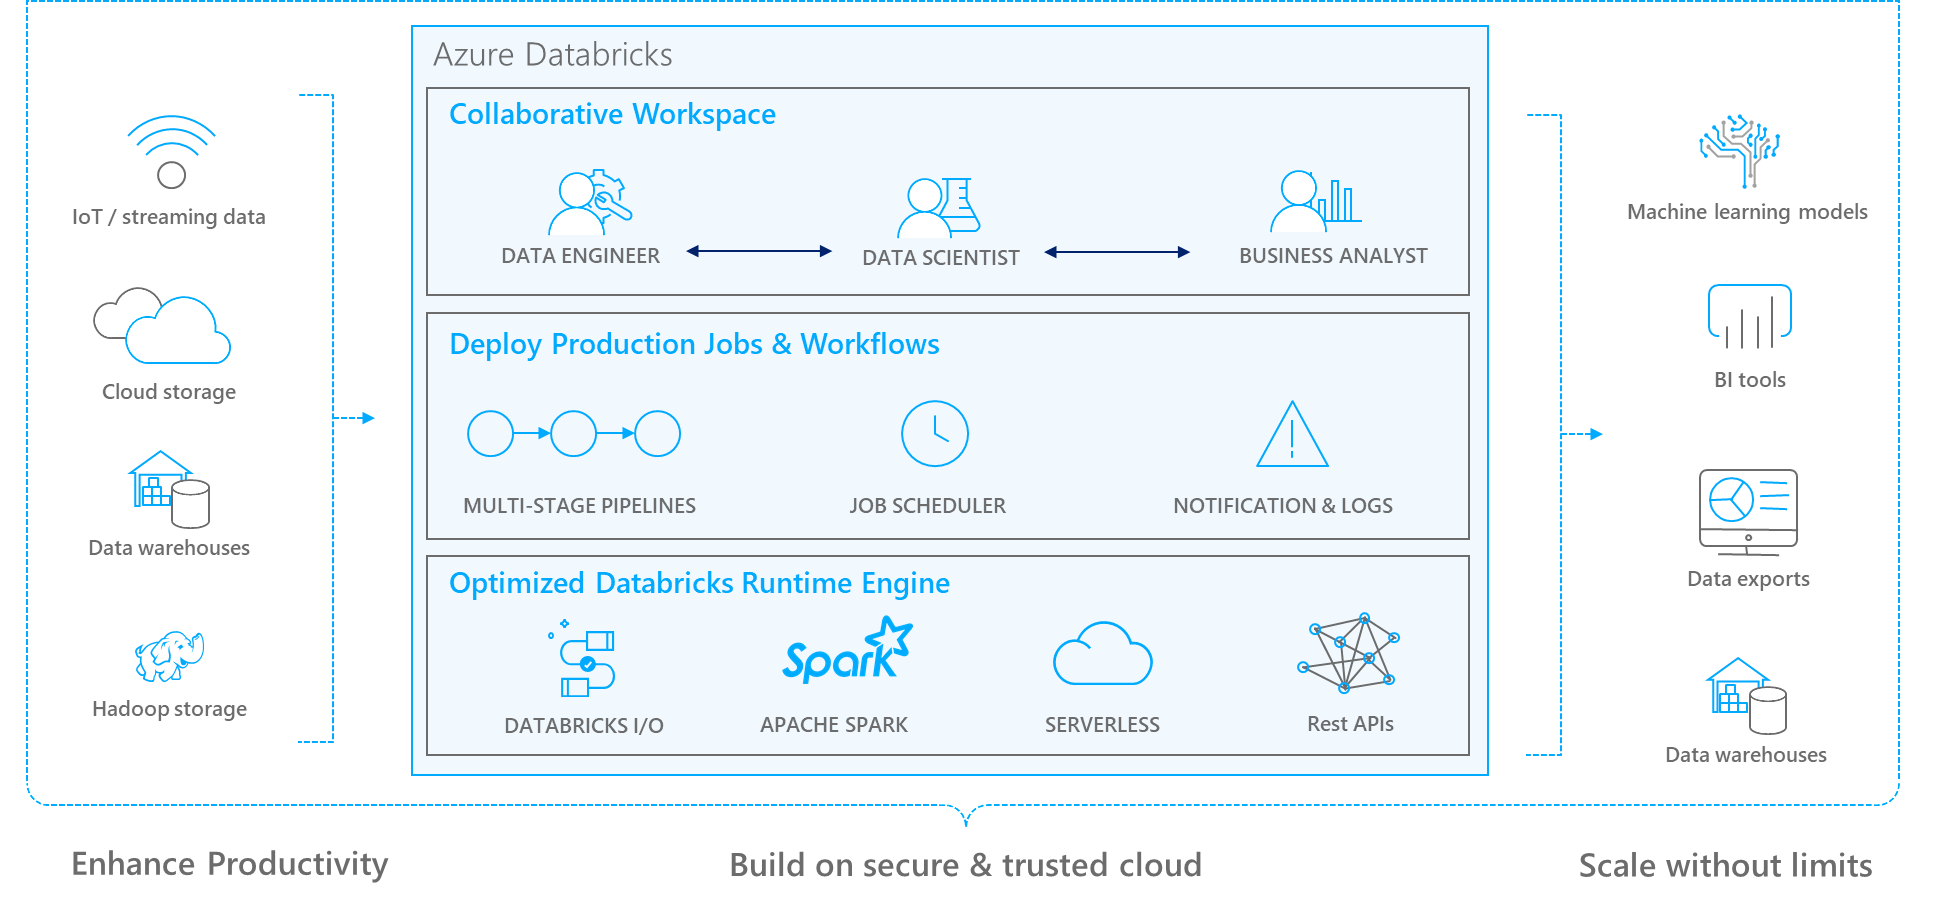 Azure Databricks
IoT / streaming data
Cloud storage
Data warehouses
Hadoop storage
Collaborative Workspace
DATA ENGINEER
DATA SCIENTIST
BUSINESS ANALYST
Deploy Production Jobs & Workflows
MULTI-STAGE PIPELINES
JOB SCHEDULER
NOTIFICATION & LOGS
Optimized Databricks Runtime Engine
Spark
DATABRICKS I/O
APACHE SPARK
SERVERLESS
Rest APIs
Machine learning models
BI tools
Data exports
Data warehouses
Enhance Productivity
Build on secure & trusted cloud
Scale without limits